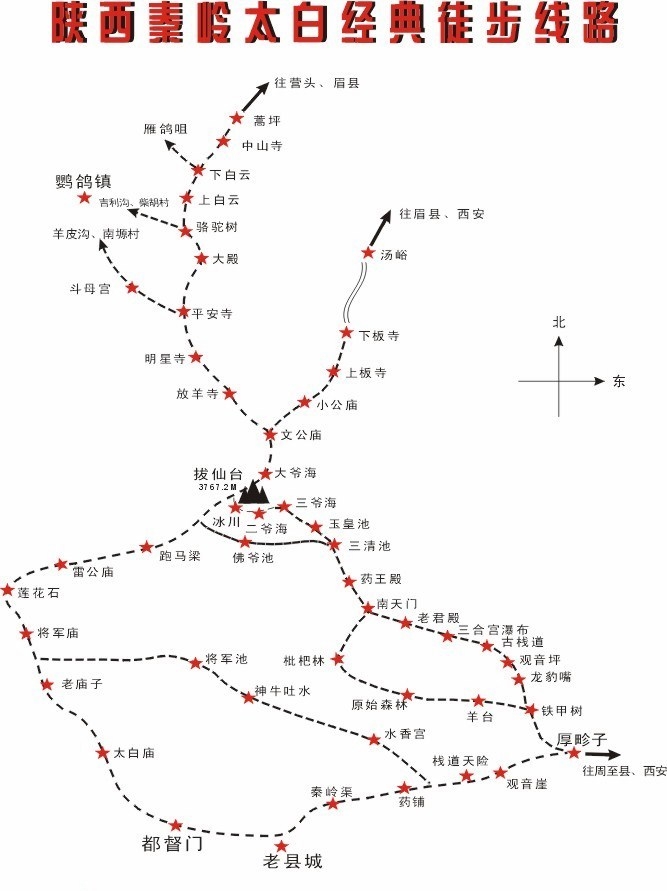 陕西秦岭太白经典徒步线路
往营头、眉县
蒿坪
雁鸽咀
中山寺
下白云
鹦鸽镇
上白云
吉利沟、柴胡村
骆驼树
往眉县、西安
羊皮沟、南塬村
汤峪
大殿
斗母宫
平安寺
北
下板寺
明星寺
上板寺
东
放羊寺
小公庙
文公庙
拔仙台
大爷海
3767.2M
三爷海
冰川
二爷海
玉皇池
跑马梁
佛爷池
三清池
雷公庙
药王殿
莲花石
南天门
老君殿
三合宫瀑布
将军庙
古栈道
将军池
枇杷林
观音坪
老庙子
龙豹嘴
神牛吐水
原始森林
羊台
铁甲树
水香宫
厚畛子
太白庙
栈道天险
往周至县、西安
观音崖
秦岭渠
药铺
都督门
老县城